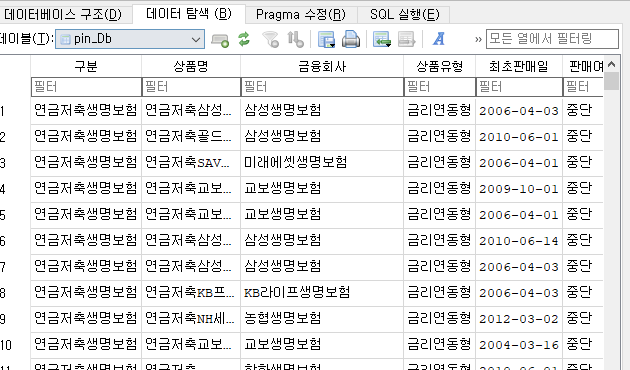 데이터베이스 구조(D) 데이터 탐색 (B) Pragma 수정(R) SQL 실행(E)
테이블(T): pin_Db A » 모든 열에서 필터링
구분 상품명 금융회사 상품유형 최초판매일 판매여
필터 필터 필터 필터 필터 필터
1 연금저축생명보험 연금저축삼성... 삼성생명보험 금리연동형 2006-04-03 중단
2 연금저축생명보험 연금저축골드... 삼성생명보험 금리연동형 2010-06-01 중단
3 연금저축생명보험 연금저축SAV... 미래에셋생명보험 금리연동형 2006-04-01 중단
4 연금저축생명보험 연금저축교보... 교보생명보험 금리연동형 2009-10-01 중단
5 연금저축생명보험 연금저축교보... 교보생명보험 금리연동형 2006-04-01 중단
6 연금저축생명보험 연금저축삼성... 삼성생명보험 금리연동형 2010-06-14 중단
7 연금저축생명보험 연금저축삼성... 삼성생명보험 금리연동형 2006-04-03 중단
8 연금저축생명보험 연금저축KB프... KB라이프생명보험 금리연동형 2006-04-03 중단
9 연금저축생명보험 연금저축NH세... 농협생명보험 금리연동형 2012-03-02 중단
10 연금저축생명보험 연금저축교보... 교보생명보험 금리연동형 2004-03-16 중단